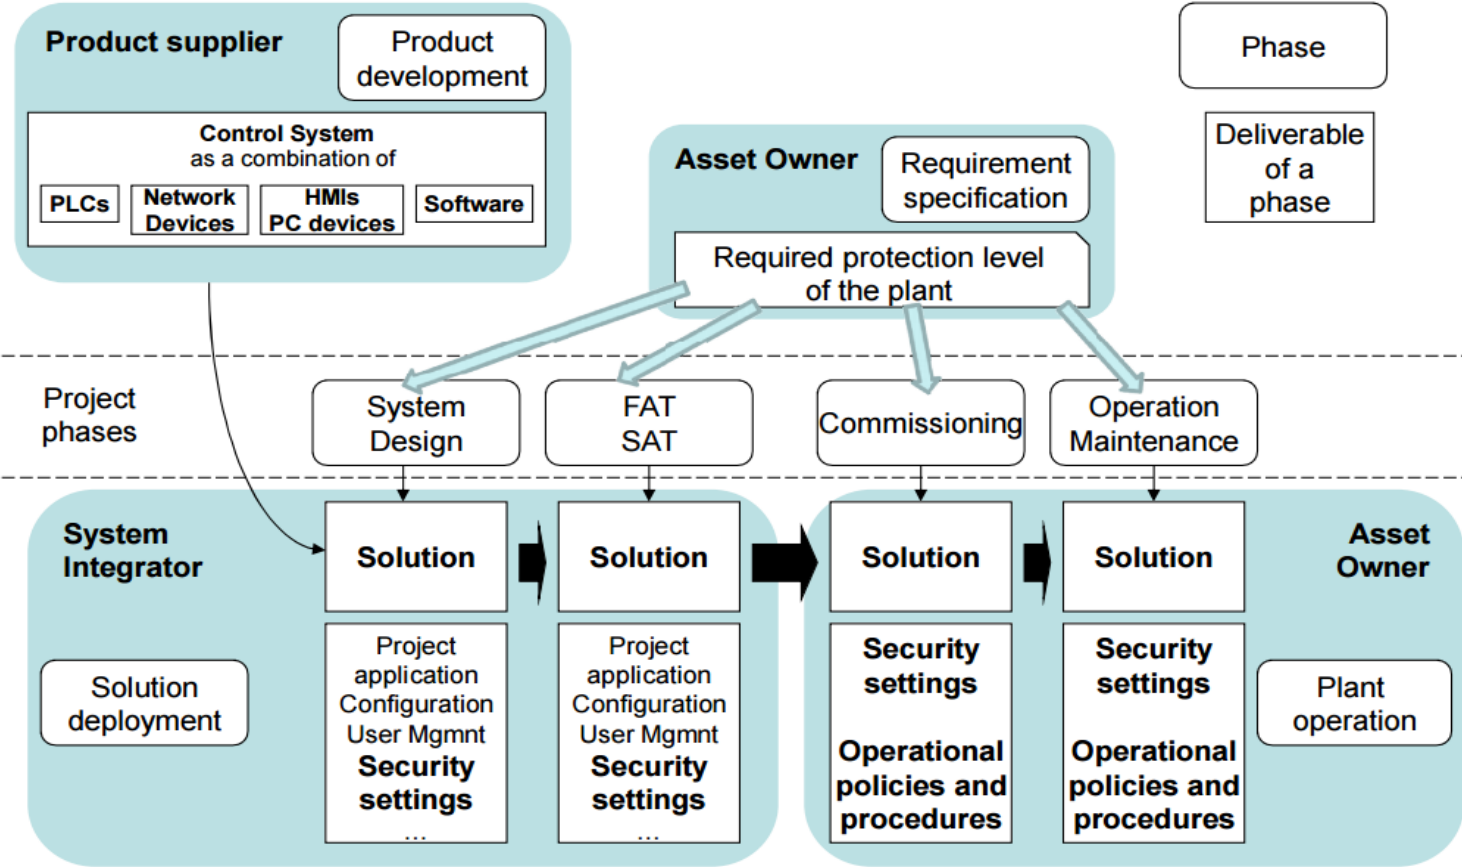 Product supplier
Product
development
Control System
as a combination of
PLCs
Network
Devices
HMIs
PC devices
Software
Asset Owner
Requirement
specification
Required protection level
of the plant
Phase
Deliverable
of a
phase
Project
phases
System
Design
FAT
SAT
Commissioning
Operation
Maintenance
System
Integrator
Solution
deployment
Solution
Project
application
Configuration
User Mgmnt
Security
settings
...
Solution
Project
application
Configuration
User Mgmnt
Security
settings
...
Solution
Security
settings
Operational
policies and
procedures
Solution
Security
settings
Operational
policies and
procedures
Asset
Owner
Plant
operation